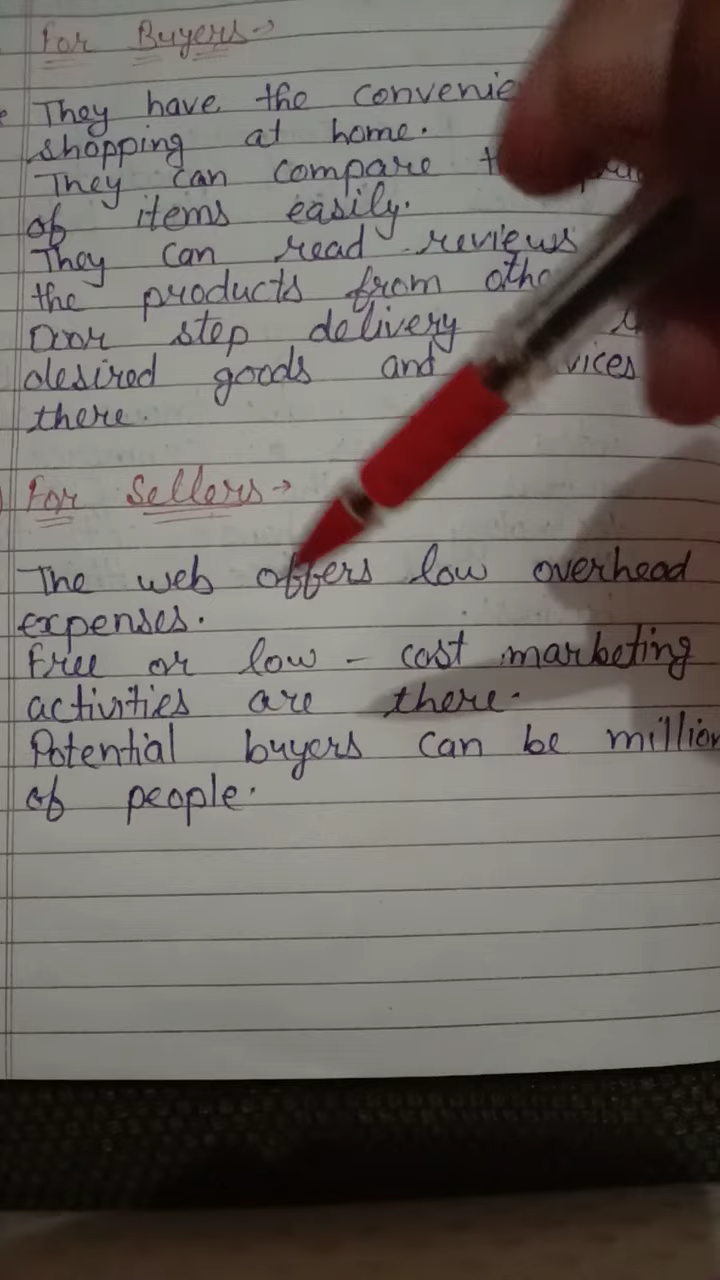 For Buyers→
They have the
shopping at home.
They can compare
of items easily.
They can read reviews
the products from
Door step delivery
desired goods and
there.
For Sellers→
The web offers low overhead
expenses.
Free or low - cost marketing
activities are there.
Potential buyers can be million
of people.